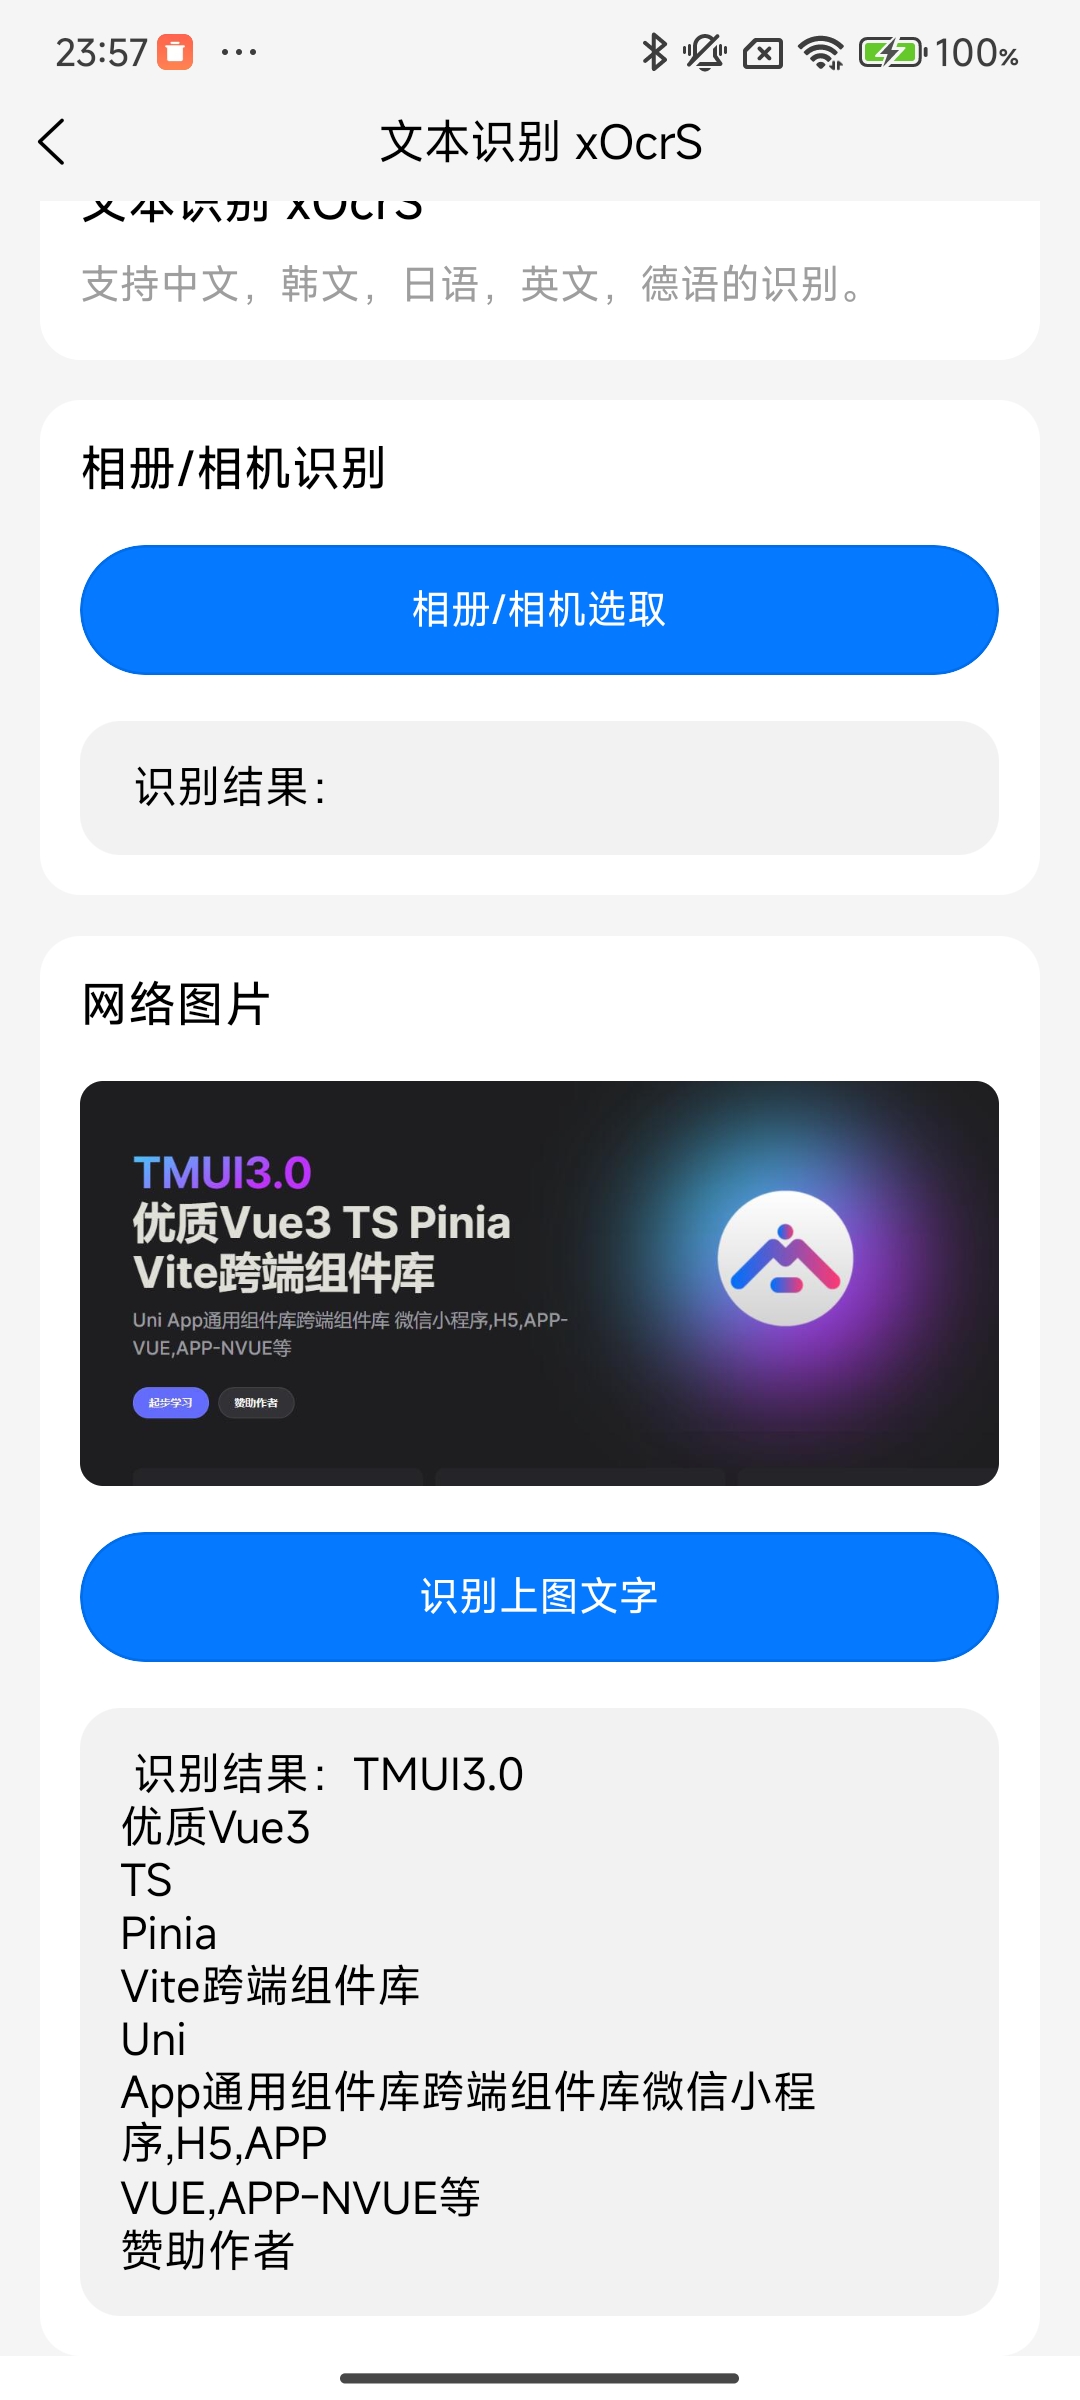 23:57 ··· 100%
文本识别 xOcrS
文本识别 xOcrS
支持中文，韩文，日语，英文，德语的识别。
相册/相机识别
相册/相机选取
识别结果：
网络图片
TMUI3.0
优质Vue3 TS Pinia
Vite跨端组件库
Uni App通用组件库跨端组件库 微信小程序,H5,APP-
VUE,APP-NVUE等
起步学习 赞助作者
识别上图文字
识别结果：TMUI3.0
优质Vue3
TS
Pinia
Vite跨端组件库
Uni
App通用组件库跨端组件库微信小程
序,H5,APP
VUE,APP-NVUE等
赞助作者